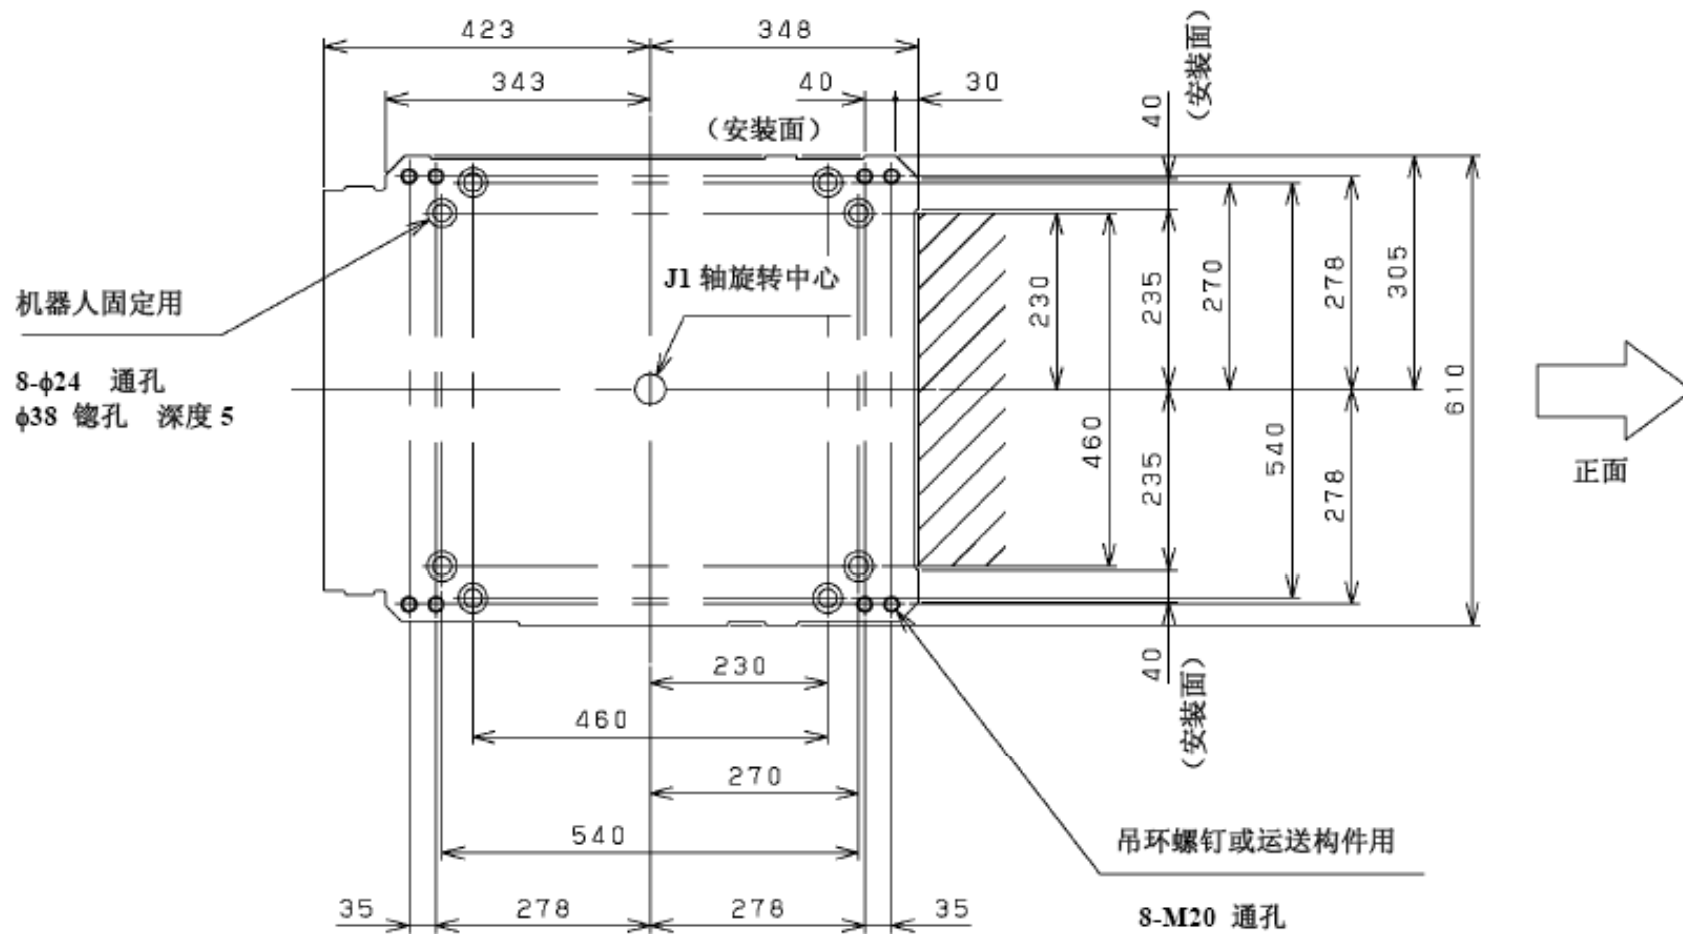 423
348
（安装面）
343
40
30
40
（安装面）
J1 轴旋转中心
机器人固定用
8-ϕ24 通孔
ϕ38 锪孔 深度 5
230
235
270
278
305
460
235
540
278
610
正面
40
（安装面）
230
460
270
540
35
278
278
35
吊环螺钉或运送构件用
8-M20 通孔